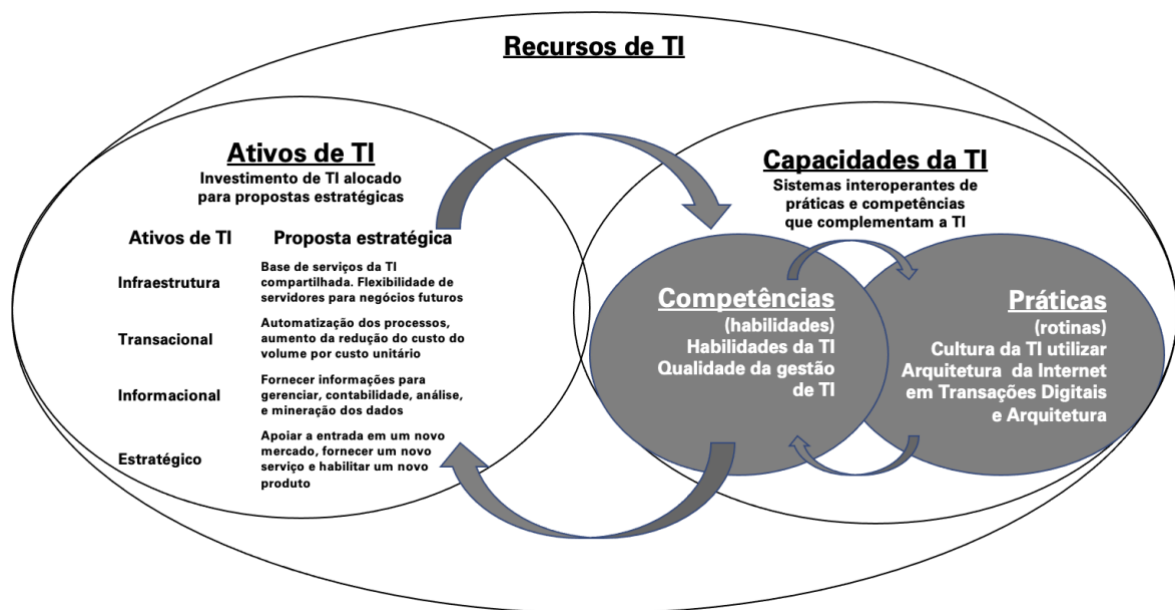 Recursos de TI
Ativos de TI
Investimento de TI alocado
para propostas estratégicas
Ativos de TI
Proposta estratégica
Infraestrutura
Base de serviços da TI
compartilhada. Flexibilidade de
servidores para negócios futuros
Transacional
Automatização dos processos,
aumento da redução do custo do
volume por custo unitário
Informacional
Fornecer informações para
gerenciar, contabilidade, análise,
e mineração dos dados
Estratégico
Apoiar a entrada em um novo
mercado, fornecer um novo
serviço e habilitar um novo
produto
Capacidades da TI
Sistemas interoperantes de
práticas e competências
que complementam a TI
Competências
(habilidades)
Habilidades da TI
Qualidade da gestão
de TI
Práticas
(rotinas)
Cultura da TI utilizar
Arquitetura da Internet
em Transações Digitais
e Arquitetura